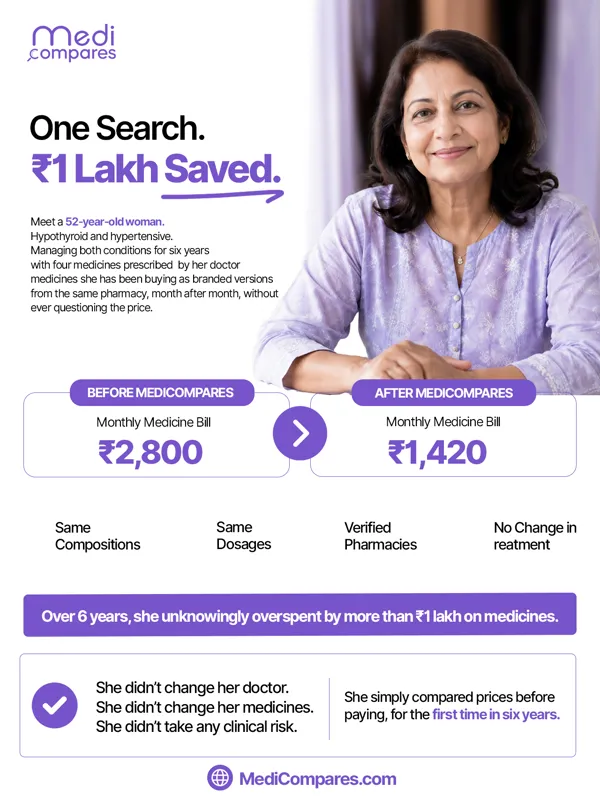 Medi
compares
One Search.
₹1 Lakh Saved.
Meet a 52-year-old woman.
Hypothyroid and hypertensive.
Managing both conditions for six years
with four medicines prescribed by her doctor
medicines she has been buying as branded versions
from the same pharmacy, month after month, without
ever questioning the price.
BEFORE MEDICOMPARES
Monthly Medicine Bill
₹2,800
AFTER MEDICOMPARES
Monthly Medicine Bill
₹1,420
Same
Compositions
Same
Dosages
Verified
Pharmacies
No Change in
reatment
Over 6 years, she unknowingly overspent by more than ₹1 lakh on medicines.
She didn’t change her doctor.
She didn’t change her medicines.
She didn’t take any clinical risk.
She simply compared prices before
paying, for the first time in six years.
MediCompares.com